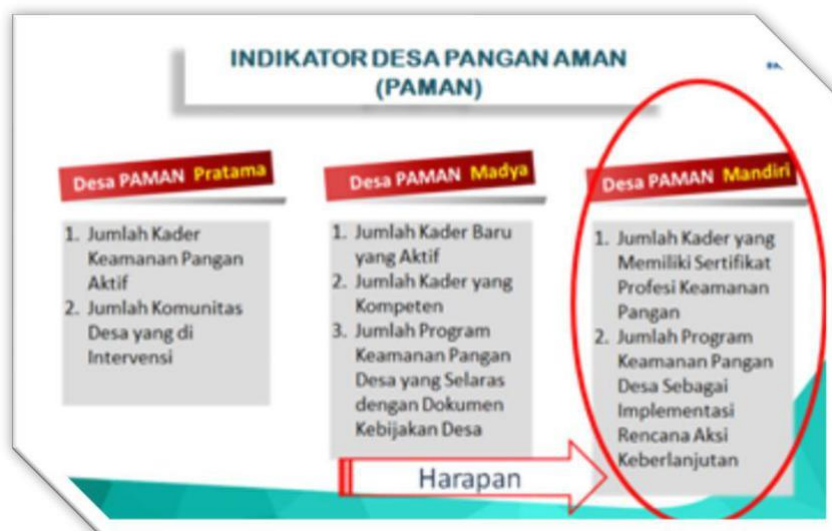 INDIKATOR DESA PANGAN AMAN
(PAMAN)
Desa PAMAN Pratama
1. Jumlah Kader
Keamanan Pangan
Aktif
2. Jumlah Komunitas
Desa yang di
Intervensi
Desa PAMAN Madya
1. Jumlah Kader Baru
yang Aktif
2. Jumlah Kader yang
Kompeten
3. Jumlah Program
Keamanan Pangan
Desa yang Selaras
dengan Dokumen
Kebijakan Desa
Desa PAMAN Mandiri
1. Jumlah Kader yang
Memiliki Sertifikat
Profesi Keamanan
Pangan
2. Jumlah Program
Keamanan Pangan
Desa Sebagai
Implementasi
Rencana Aksi
Keberlanjutan
Harapan